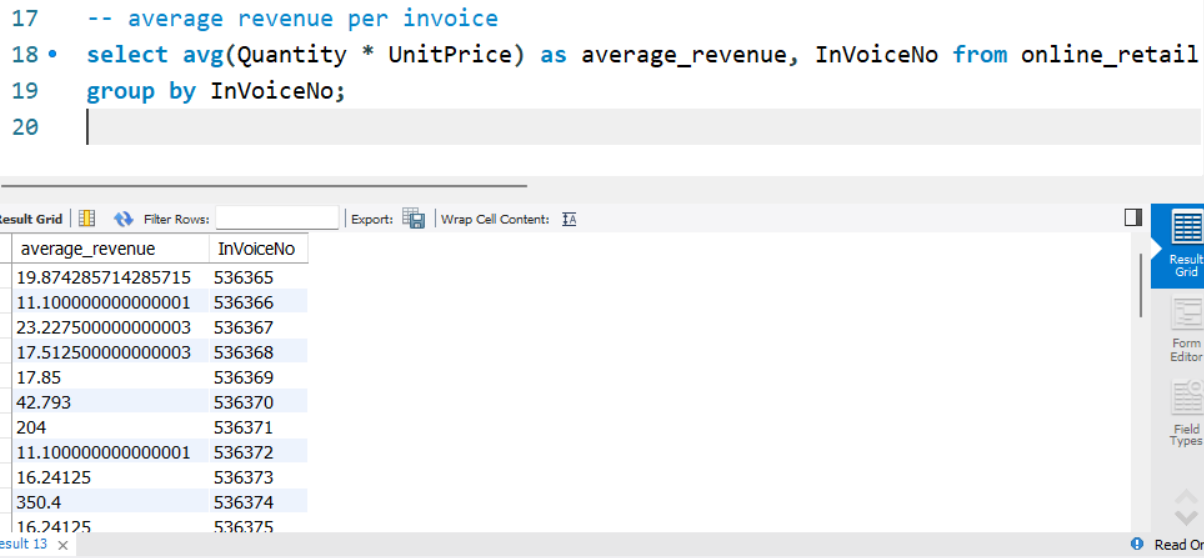 17 -- average revenue per invoice
18 select avg(Quantity * UnitPrice) as average_revenue, InVoiceNo from online_retail
19 group by InVoiceNo;
20
Result Grid Filter Rows: Export: Wrap Cell Content: IA
average_revenue InVoiceNo
19.874285714285715 536365
11.100000000000001 536366
23.227500000000003 536367
17.512500000000003 536368
17.85 536369
42.793 536370
204 536371
11.100000000000001 536372
16.24125 536373
350.4 536374
16.24125 536375
Result
Grid
Form
Editor
Field
Types
esult 13 ×
Read On